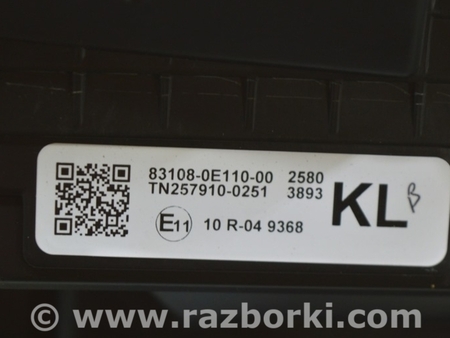 83108-0E110-00 2580
TN257910-0251 3893
KL B
E11 10 R-04 9368
© www.razborki.com